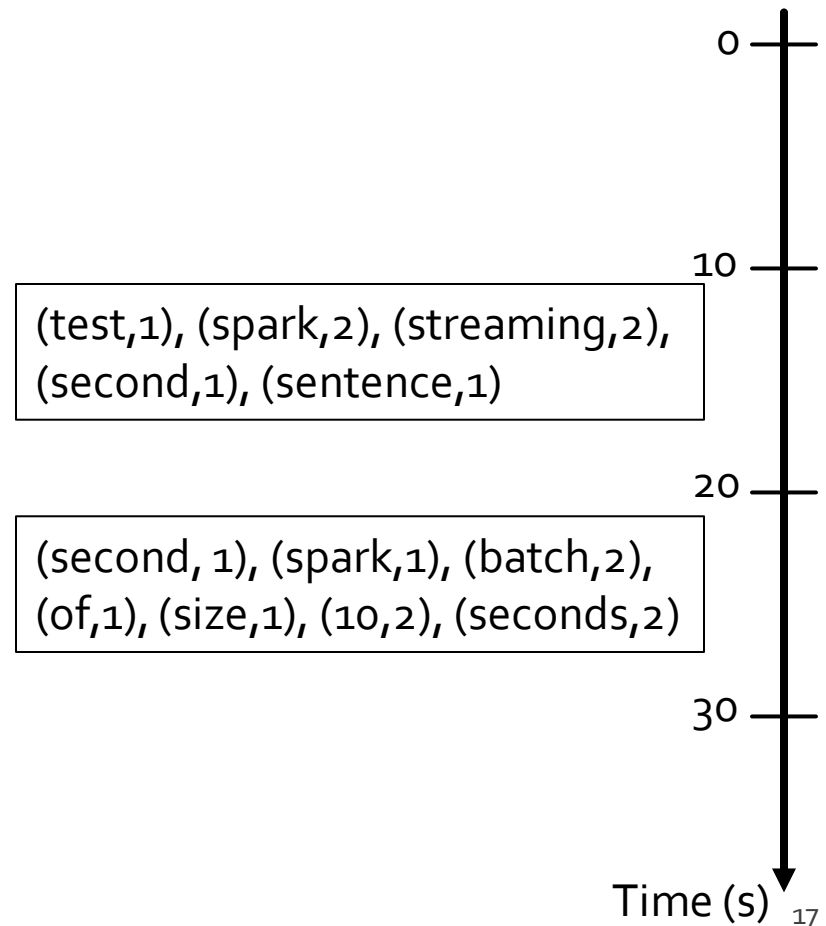 0
10
(test,1), (spark,2), (streaming,2),
(second,1), (sentence,1)
20
(second, 1), (spark,1), (batch,2),
(of,1), (size,1), (10,2), (seconds,2)
30
Time (s)
17